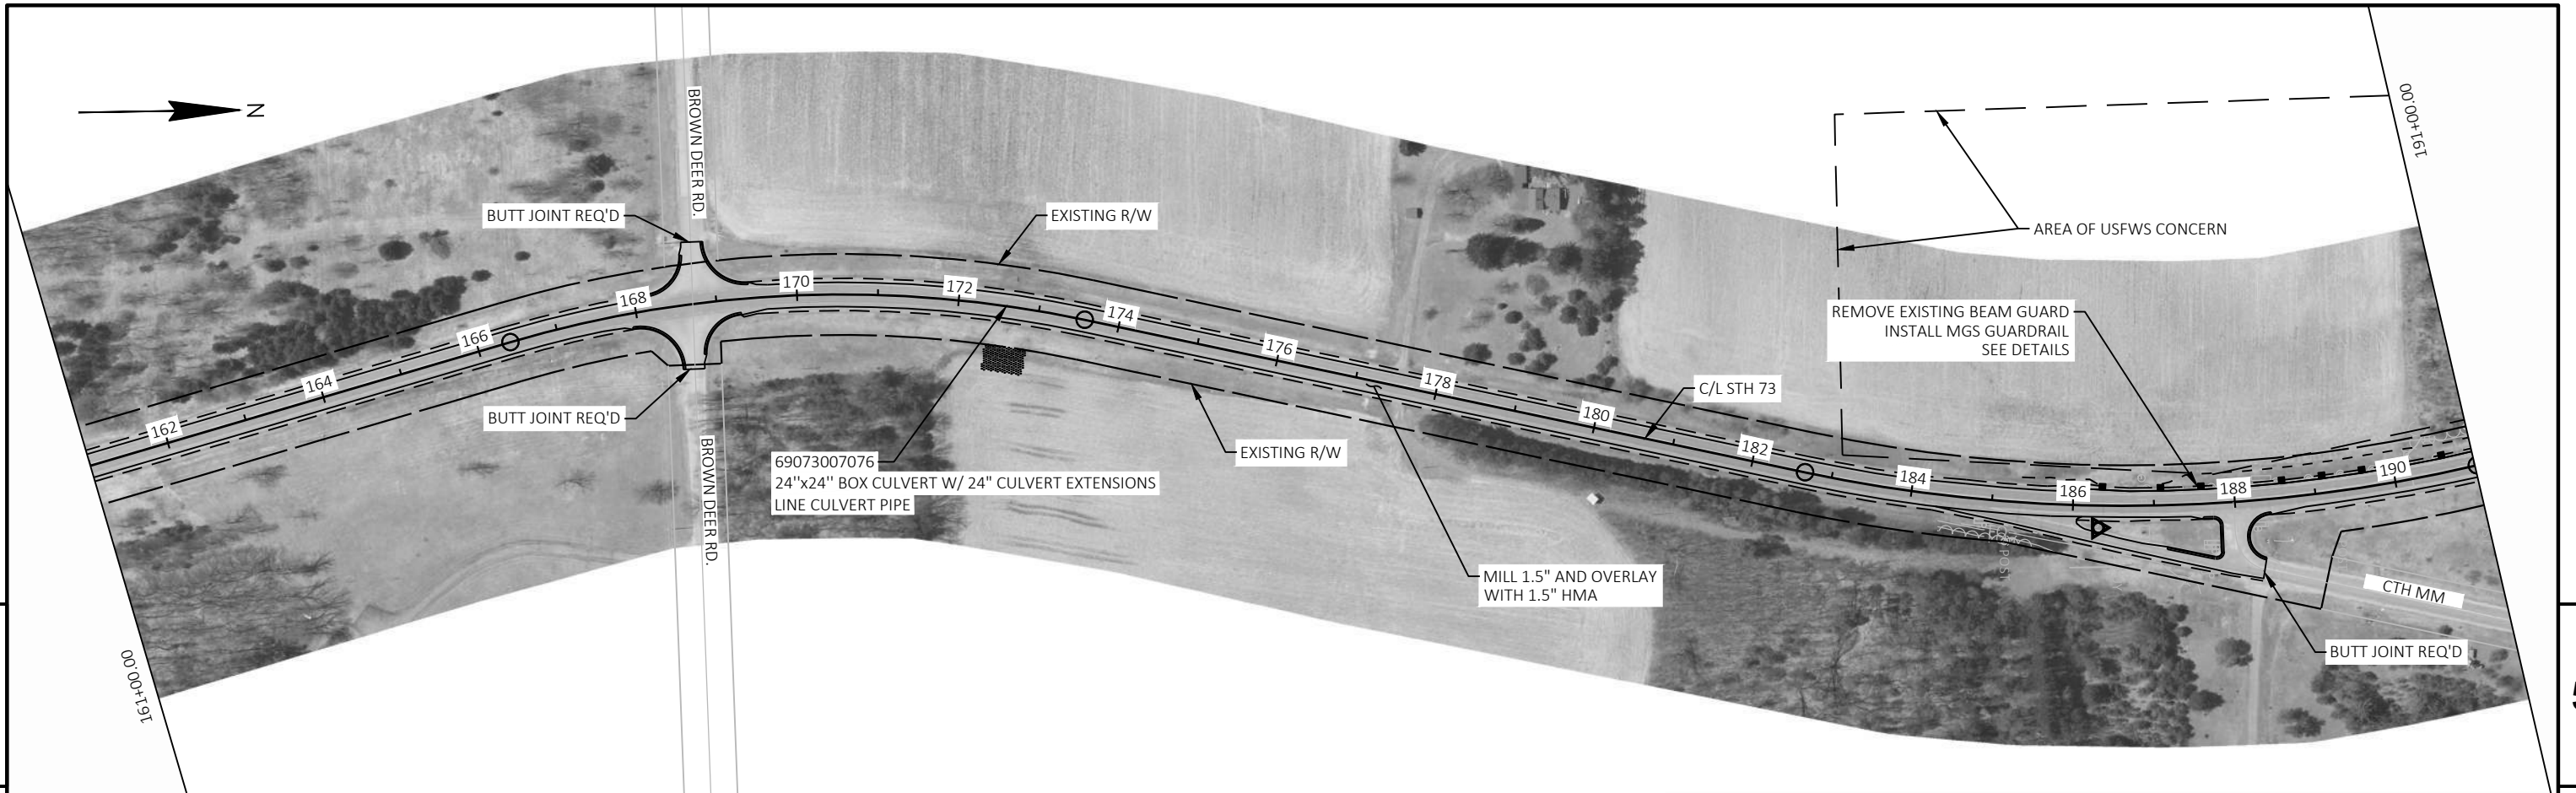 N
BROWN DEER RD.
191+00.00
BUTT JOINT REQ'D
EXISTING R/W
AREA OF USFWS CONCERN
REMOVE EXISTING BEAM GUARD
INSTALL MGS GUARDRAIL
SEE DETAILS
162
164
166
168
170
172
174
176
178
180
182
184
186
188
190
C/L STH 73
BUTT JOINT REQ'D
EXISTING R/W
69073007076
24''x24'' BOX CULVERT W/ 24" CULVERT EXTENSIONS
LINE CULVERT PIPE
BROWN DEER RD.
MILL 1.5" AND OVERLAY
WITH 1.5" HMA
CTH MM
BUTT JOINT REQ'D
161+00.00